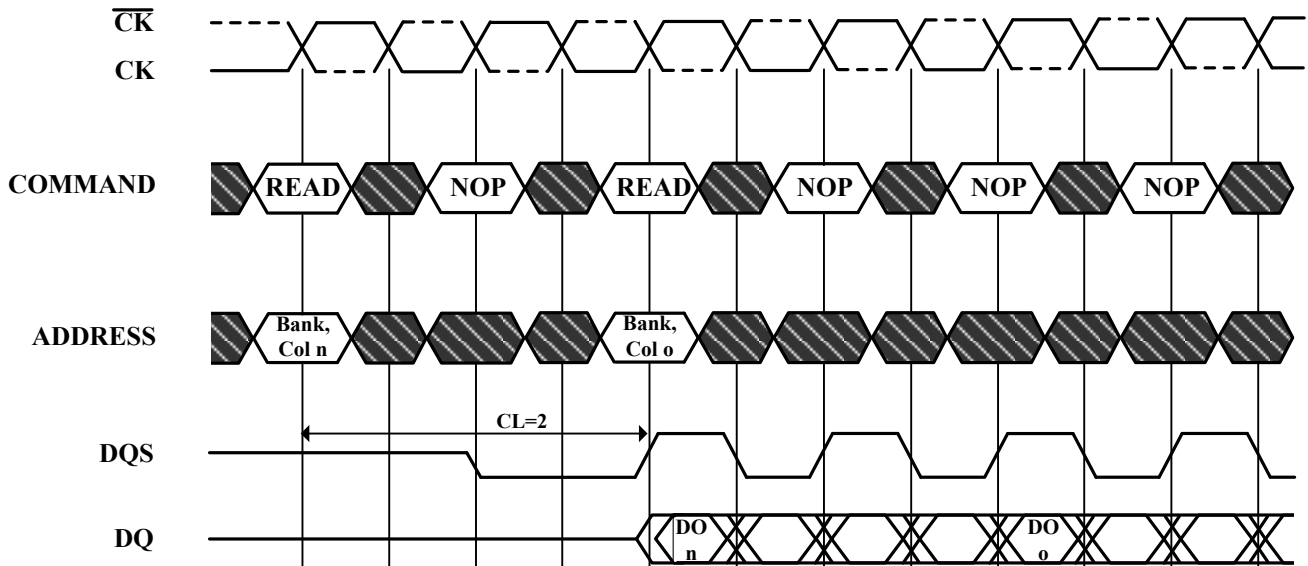 CK
CK
COMMAND
READ NOP READ NOP NOP NOP
ADDRESS
Bank,
Col n
Bank,
Col o
CL=2
DQS
DQ
DO
n
DO
o